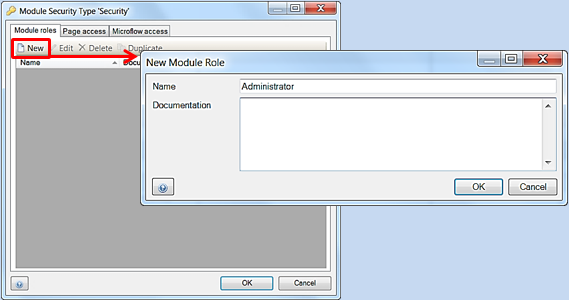 Module Security Type 'Security'
Module roles Page access Microflow access
New Edit Delete Duplicate
Name Docu
New Module Role
Name Administrator
Documentation
OK Cancel
OK Cancel